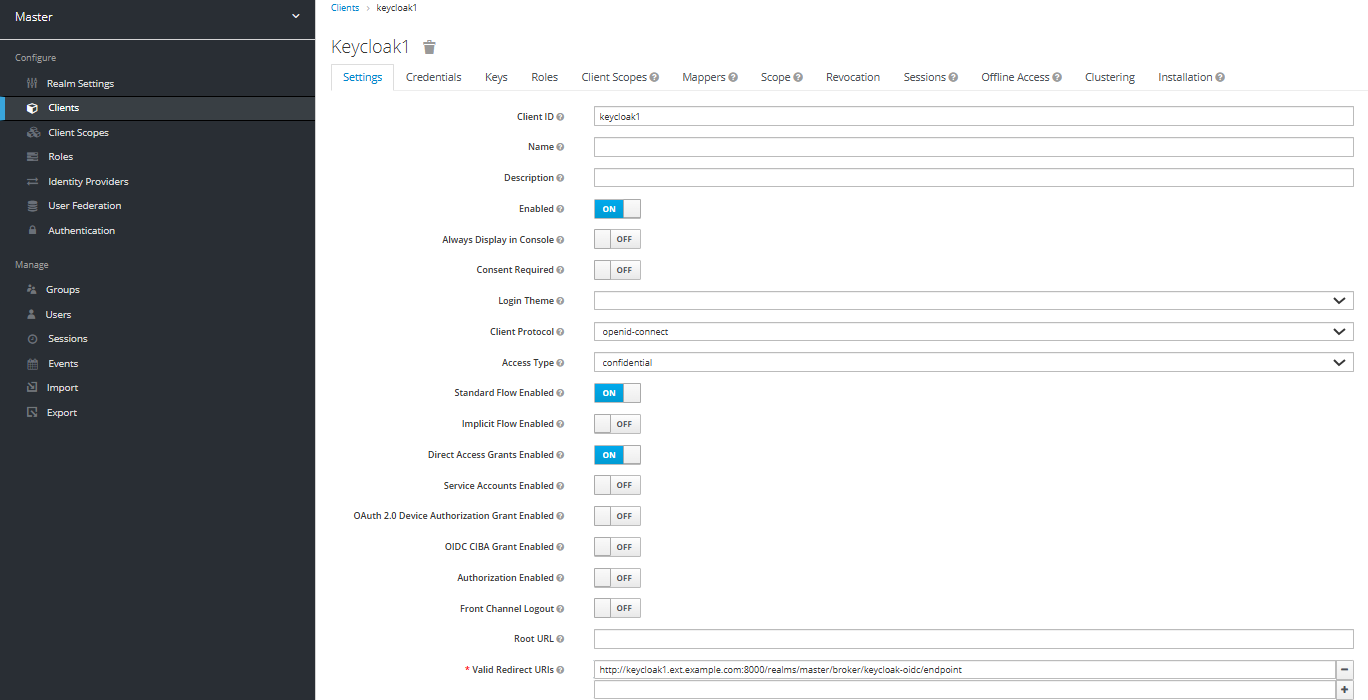 Master
Configure
Realm Settings
Clients
Client Scopes
Roles
Identity Providers
User Federation
Authentication
Manage
Groups
Users
Sessions
Events
Import
Export
Clients > keycloak1
Keycloak1
Settings Credentials Keys Roles Client Scopes Mappers Scope Revocation Sessions Offline Access Clustering Installation
Client ID keycloak1
Name
Description
Enabled ON
Always Display in Console OFF
Consent Required OFF
Login Theme
Client Protocol openid-connect
Access Type confidential
Standard Flow Enabled ON
Implicit Flow Enabled OFF
Direct Access Grants Enabled ON
Service Accounts Enabled OFF
OAuth 2.0 Device Authorization Grant Enabled OFF
OIDC CIBA Grant Enabled OFF
Authorization Enabled OFF
Front Channel Logout OFF
Root URL
* Valid Redirect URIs http://keycloak1.ext.example.com:8000/realms/master/broker/keycloak-oidc/endpoint